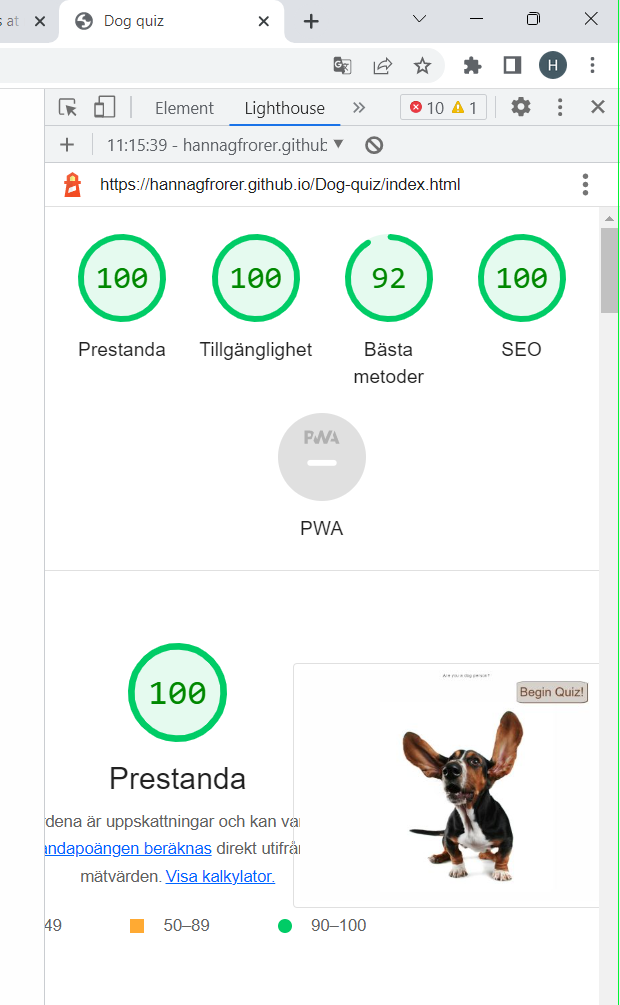 s at
Dog quiz
H
Element Lighthouse 10 1
11:15:39 - hannagfrorer.github
https://hannagfrorer.github.io/Dog-quiz/index.html
100 100 92 100
Prestanda Tillgänglighet Bästa metoder SEO
PWA
PWA
100
Prestanda
rdena är uppskattningar och kan var
andapoängen beräknas direkt utifrån
mätvärden. Visa kalkylator.
49 50–89 90–100
Are you a dog person?
Begin Quiz!